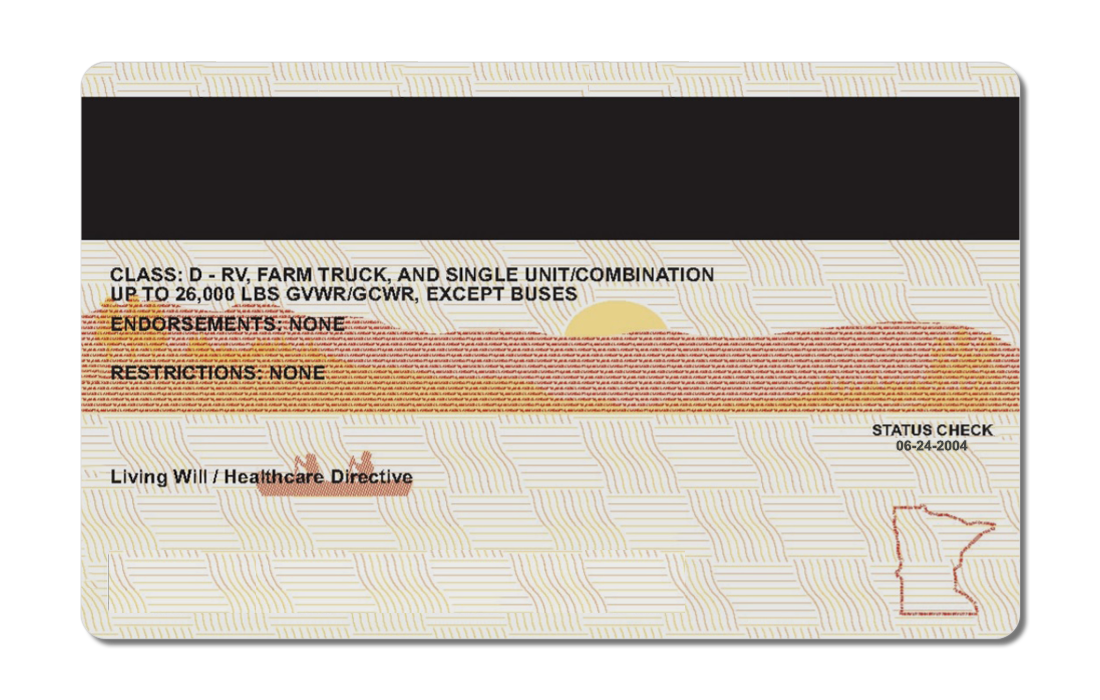 CLASS: D - RV, FARM TRUCK, AND SINGLE UNIT/COMBINATION
UP TO 26,000 LBS GVWR/GCWR, EXCEPT BUSES
ENDORSEMENTS: NONE
RESTRICTIONS: NONE
STATUS CHECK
06-24-2004
Living Will / Healthcare Directive